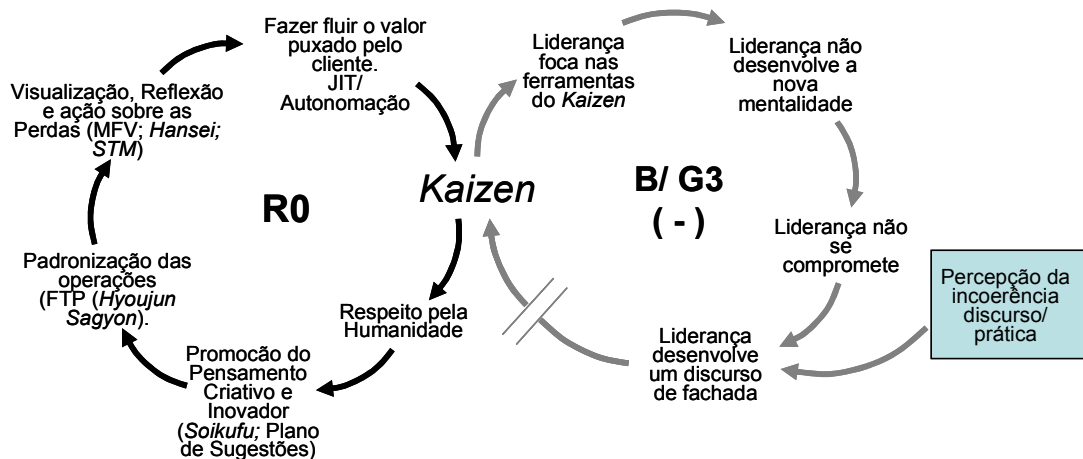 Fazer fluir o valor
puxado pelo
cliente.
JIT/
Autonomação
Visualização, Reflexão
e ação sobre as
Perdas (MFV; Hansei;
STM)
R0
Kaizen
Padronização das
operações
(FTP (Hyoujun
Sagyon).
Respeito pela
Humanidade
Promocão do
Pensamento
Criativo e
Inovador
(Soikufu; Plano
de Sugestões)
Liderança
foca nas
ferramentas
do Kaizen
Liderança não
desenvolve a
nova
mentalidade
B/ G3
( - )
Liderança não
se
compromete
Percepção da
incoerência
discurso/
prática
Liderança
desenvolve
um discurso
de fachada